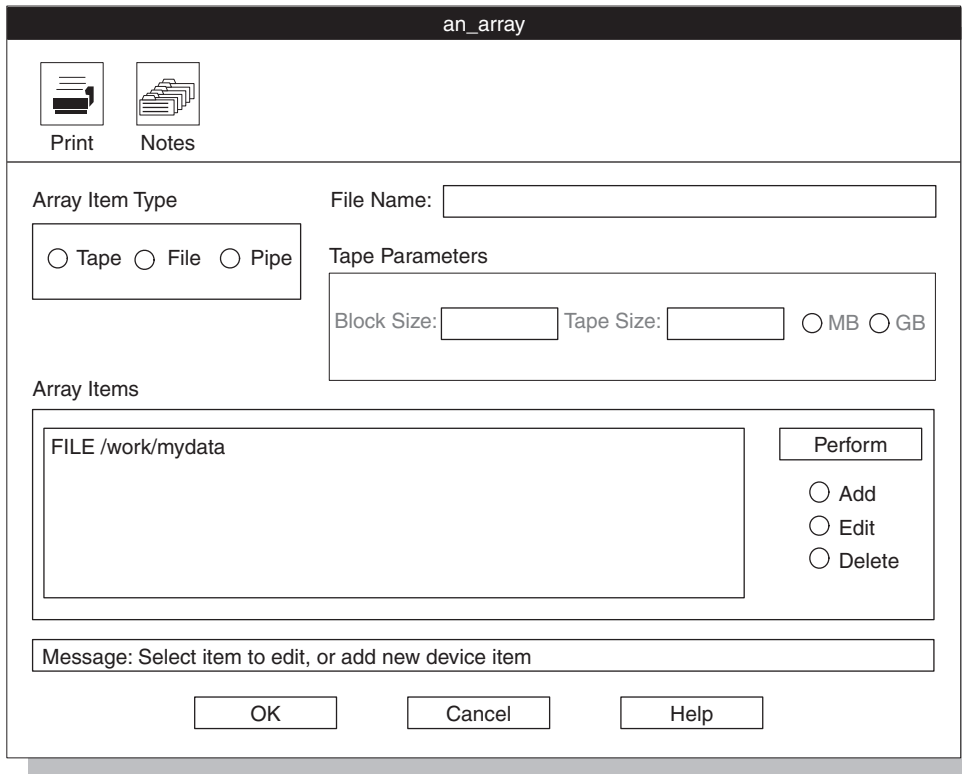 an_array
Print Notes
Array Item Type
File Name:
Tape File Pipe
Tape Parameters
Block Size: Tape Size: MB GB
Array Items
FILE /work/mydata
Perform
Add
Edit
Delete
Message: Select item to edit, or add new device item
OK Cancel Help